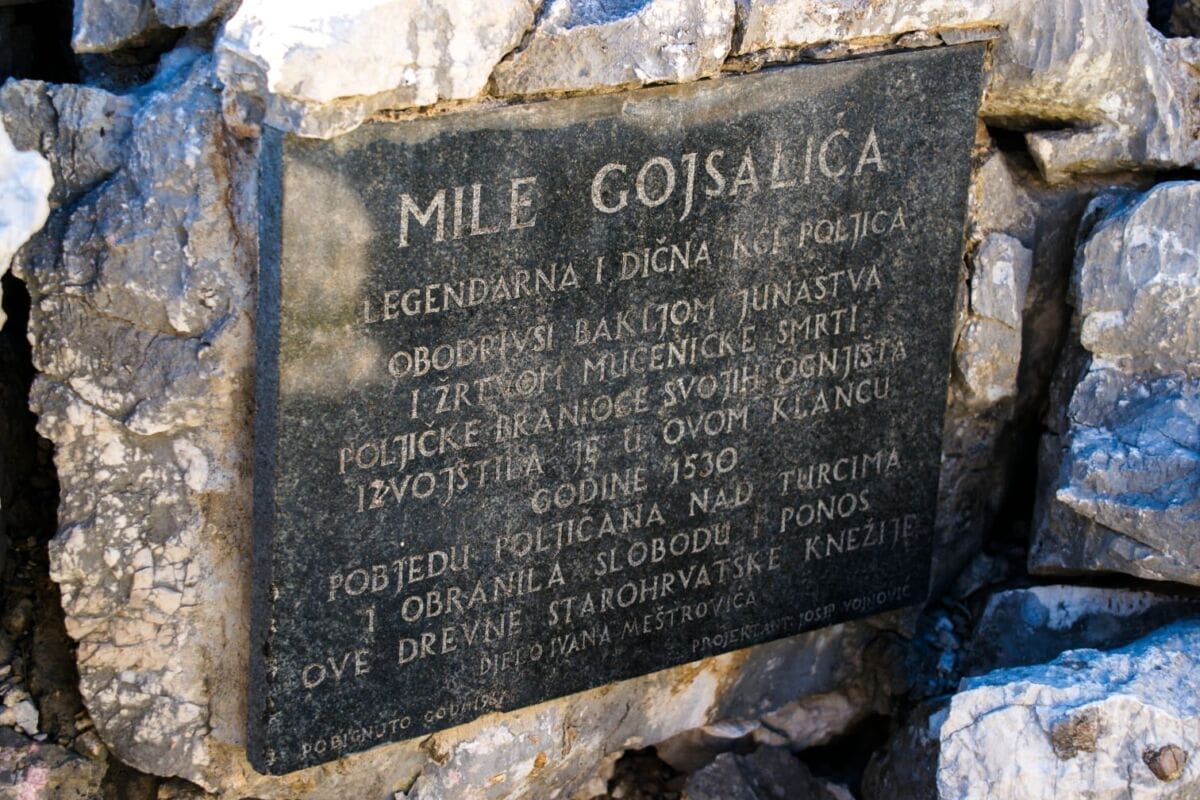 MILE GOJSALIĆA
LEGENDARNA I DIČNA KĆI POLJICA
OBODRIVŠI BAKLJOM JUNAŠTVA
I ŽRTVOM MUČENIČKE SMRTI
POLJIČKE BRANIOCE SVOJIH OGNJIŠTA
IZVOJŠTILA JE U OVOM KLANCU
GODINE 1530
POBJEDU POLJIČANA NAD TURCIMA
I OBRANILA SLOBODU I PONOS
OVE DREVNE STAROHRVATSKE KNEŽIJE
DJELO IVANA MEŠTROVIĆA
PROJEKTANT: JOSIP VOJNOVIĆ
PODIGNUTO GOD.